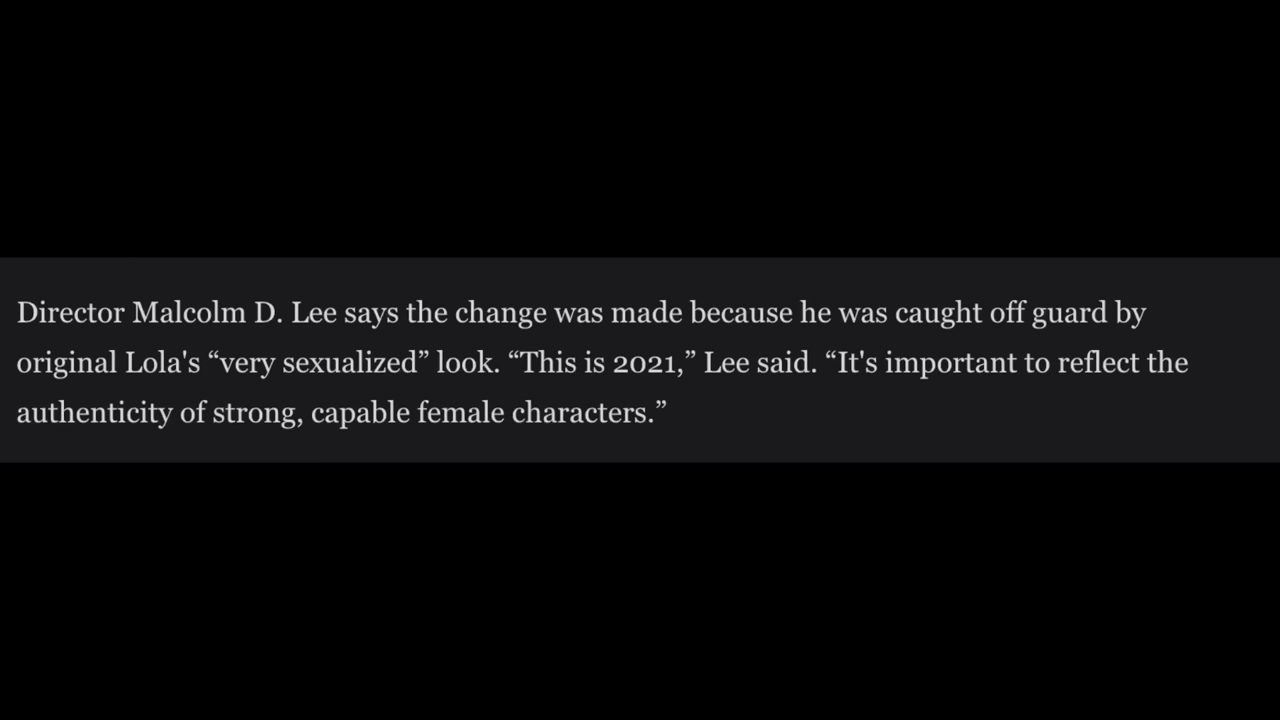 Director Malcolm D. Lee says the change was made because he was caught off guard by
original Lola's “very sexualized” look. “This is 2021,” Lee said. “It's important to reflect the
authenticity of strong, capable female characters.”